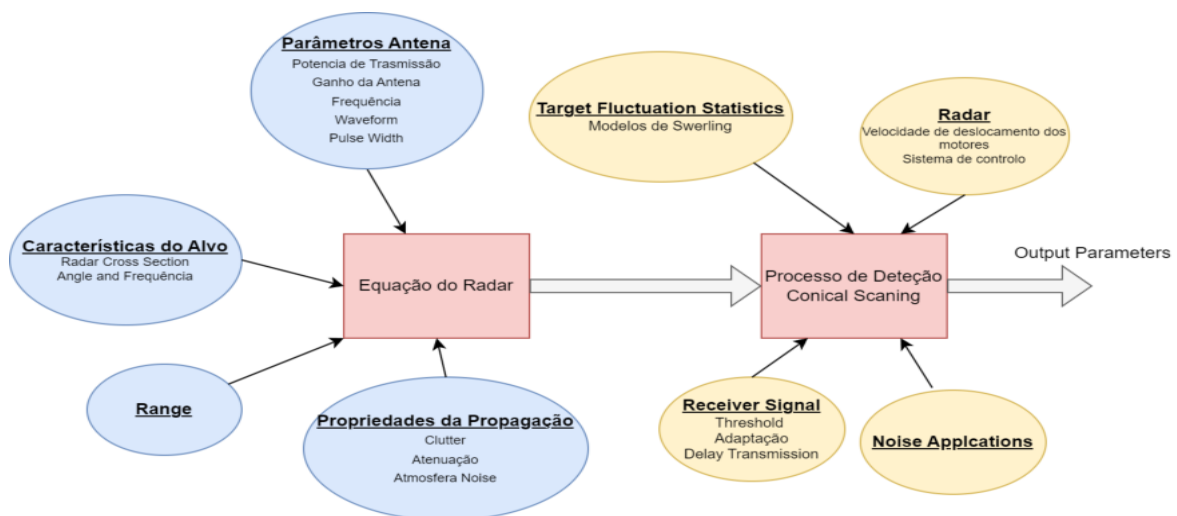 Parâmetros Antena
Potencia de Trasmissão
Ganho da Antena
Frequência
Waveform
Pulse Width
Target Fluctuation Statistics
Modelos de Swerling
Radar
Velocidade de deslocamento dos
motores
Sistema de controlo
Características do Alvo
Radar Cross Section
Angle and Frequência
Equação do Radar
Processo de Deteção
Conical Scaning
Output Parameters
Range
Propriedades da Propagação
Clutter
Atenuação
Atmosfera Noise
Receiver Signal
Threshold
Adaptação
Delay Transmission
Noise Applcations